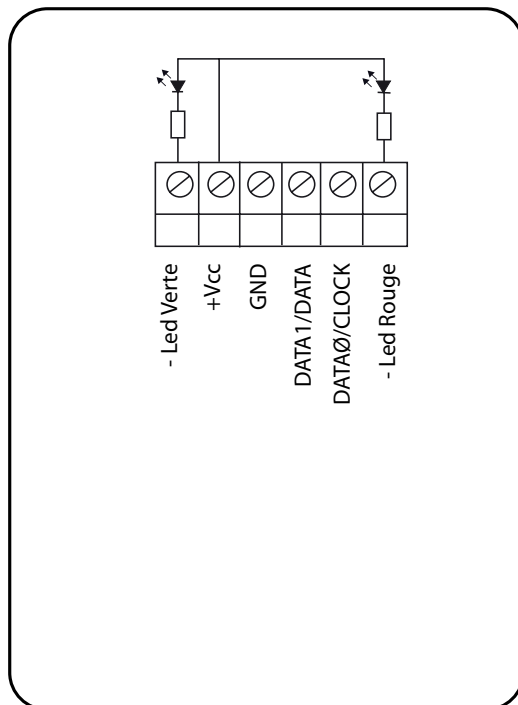 - Led Verte
+Vcc
GND
DATA1/DATA
DATAØ/CLOCK
- Led Rouge